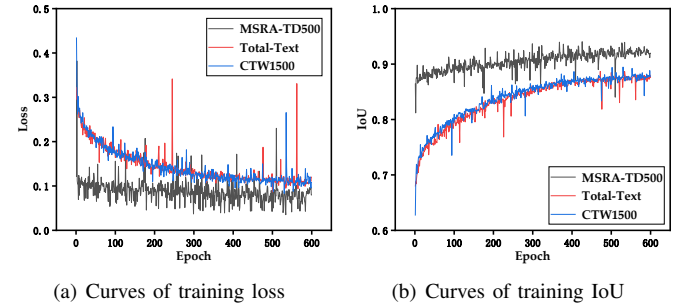 0.5
0.4
0.3
0.2
0.1
0.0
Loss
MSRA-TD500
Total-Text
CTW1500
0 100 200 300 400 500 600
Epoch
(a) Curves of training loss
1.0
0.9
0.8
0.7
0.6
IoU
MSRA-TD500
Total-Text
CTW1500
0 100 200 300 400 500 600
Epoch
(b) Curves of training IoU